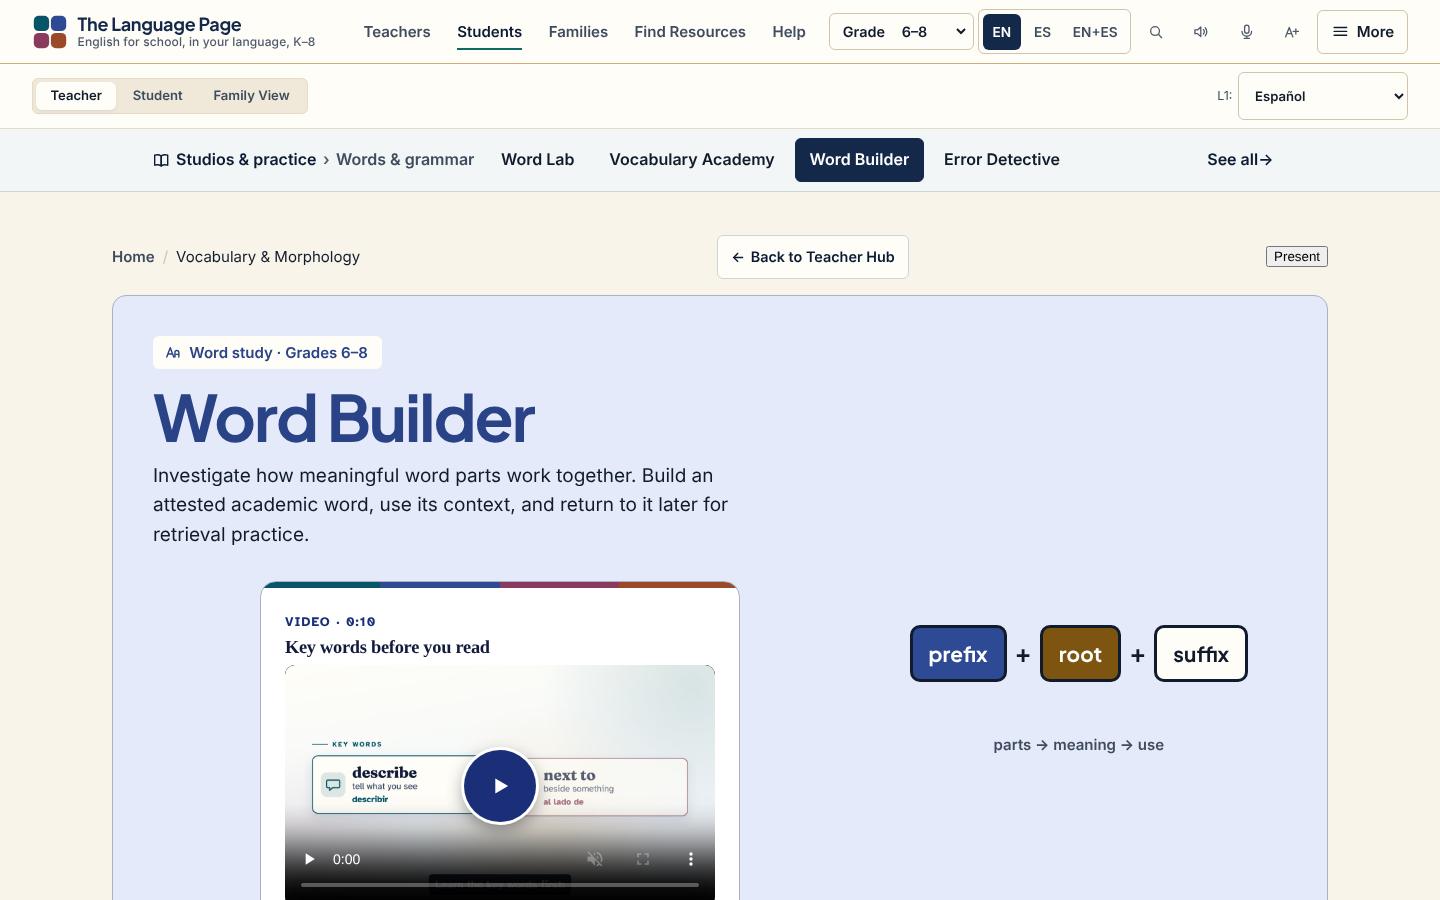 The Language Page
English for school, in your language, K–8
Teachers
Students
Families
Find Resources
Help
Grade 6–8
EN
ES
EN+ES
A+
More
Teacher
Student
Family View
L1:
Español
Studios & practice › Words & grammar
Word Lab
Vocabulary Academy
Word Builder
Error Detective
See all→
Home / Vocabulary & Morphology
← Back to Teacher Hub
Present
Word study · Grades 6–8
Word Builder
Investigate how meaningful word parts work together. Build an
attested academic word, use its context, and return to it later for
retrieval practice.
VIDEO · 0:10
Key words before you read
KEY WORDS
describe
tell what you see
describir
next to
beside something
al lado de
0:00
Learn the key words first
prefix + root + suffix
parts → meaning → use